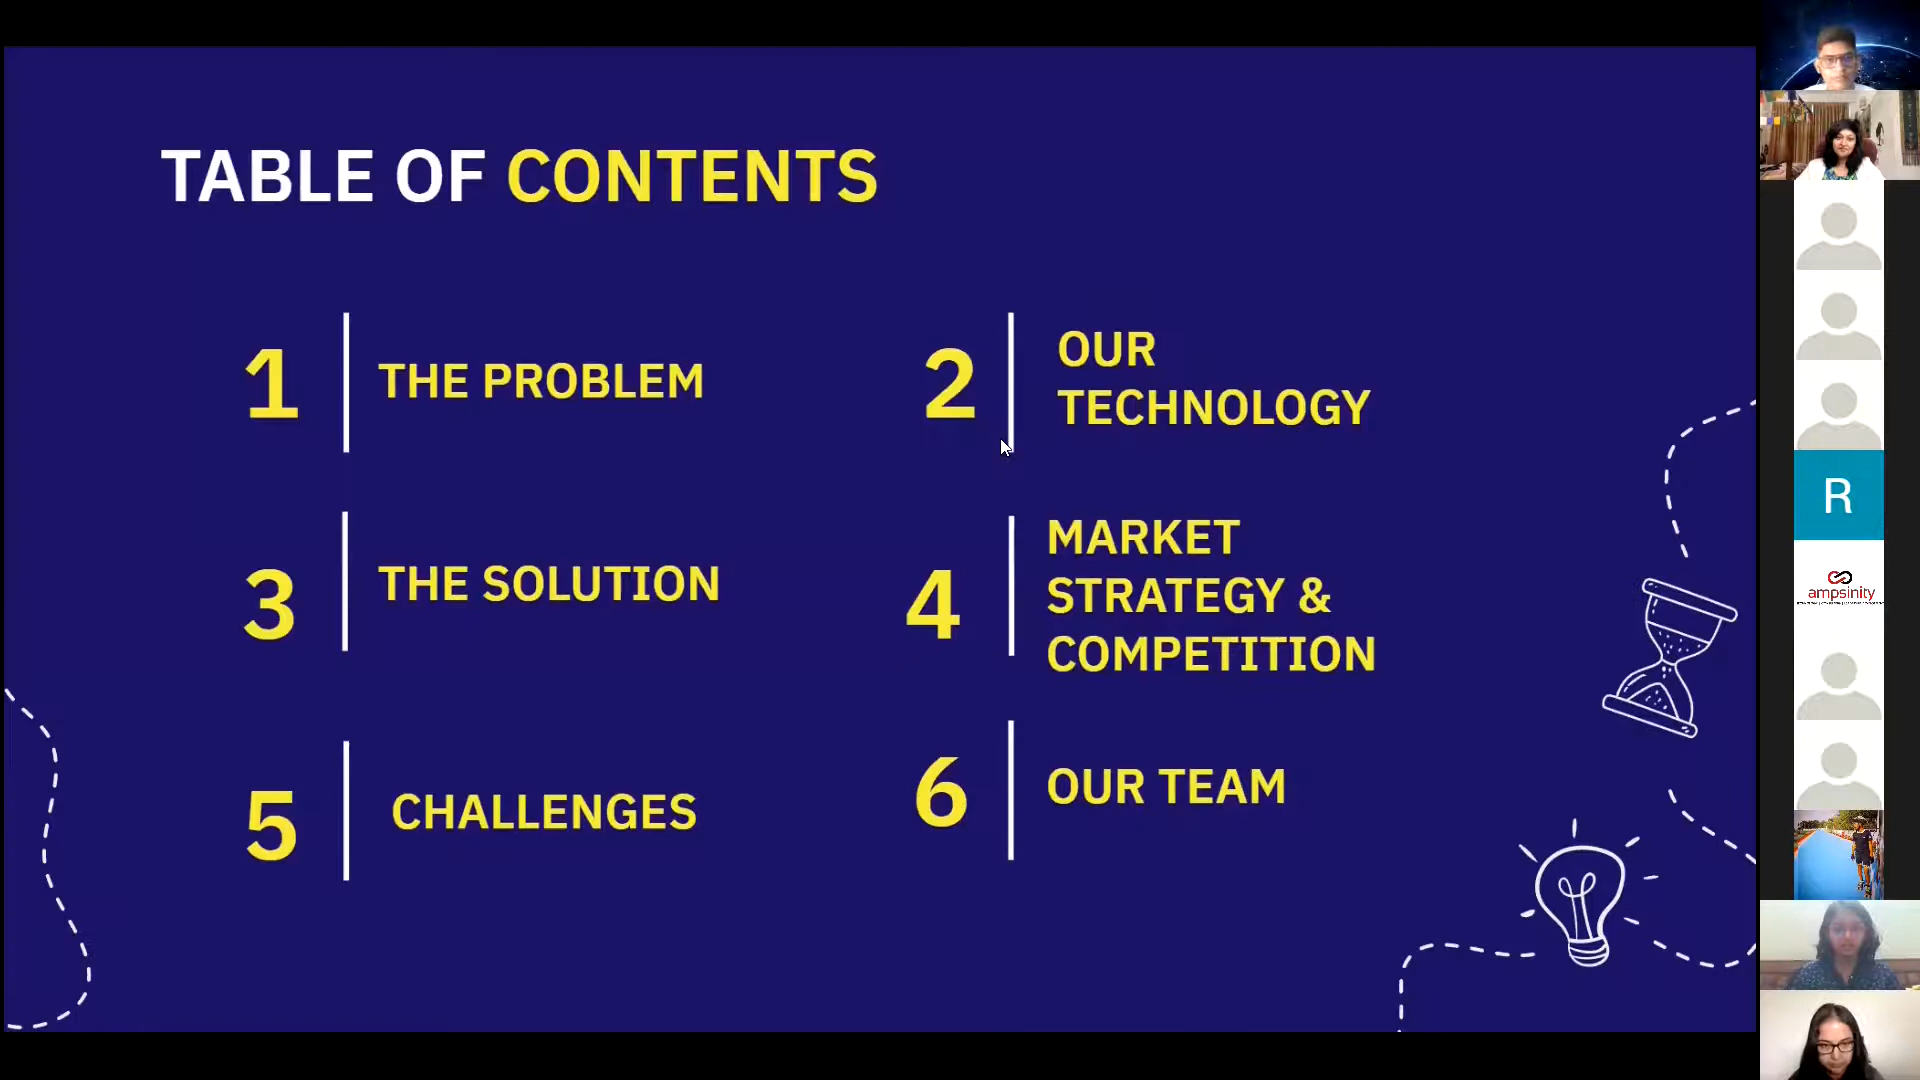 TABLE OF CONTENTS
1
THE PROBLEM
2
OUR
TECHNOLOGY
3
THE SOLUTION
4
MARKET
STRATEGY &
COMPETITION
5
CHALLENGES
6
OUR TEAM
R
ampsinity